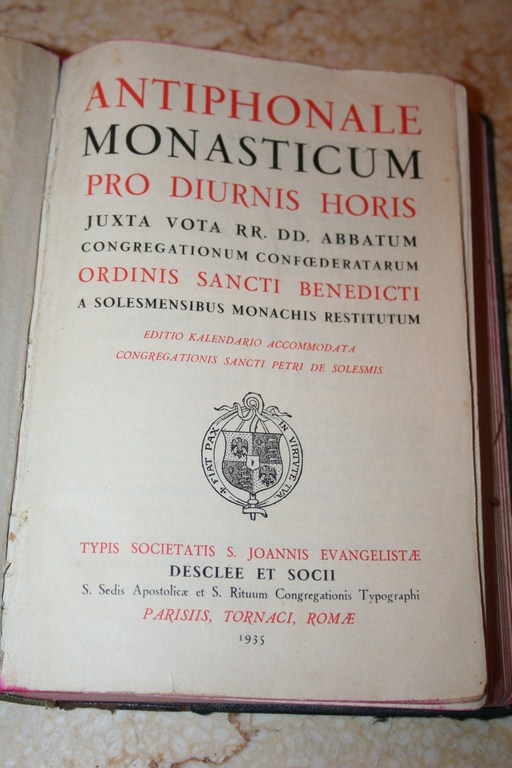 ANTIPHONALE
MONASTICUM
PRO DIURNIS HORIS
JUXTA VOTA RR. DD. ABBATUM
CONGREGATIONUM CONFŒDERATARUM
ORDINIS SANCTI BENEDICTI
A SOLESMENSIBUS MONACHIS RESTITUTUM
EDITIO KALENDARIO ACCOMMODATA
CONGREGATIONIS SANCTI PETRI DE SOLESMIS
✠ FIAT PAX IN VIRTUTE TUA
TYPIS SOCIETATIS S. JOANNIS EVANGELISTÆ
DESCLÉE ET SOCII
S. Sedis Apostolicæ et S. Rituum Congregationis Typographi
PARISIIS, TORNACI, ROMÆ
1935